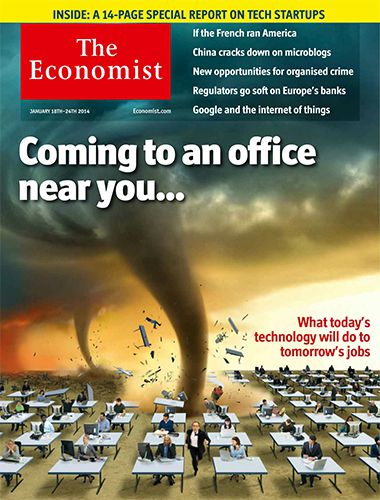 INSIDE: A 14-PAGE SPECIAL REPORT ON TECH STARTUPS
The
Economist
JANUARY 18TH–24TH 2014
Economist.com
If the French ran America
China cracks down on microblogs
New opportunities for organised crime
Regulators go soft on Europe's banks
Google and the internet of things
Coming to an office
near you...
What today's
technology will do to
tomorrow's jobs